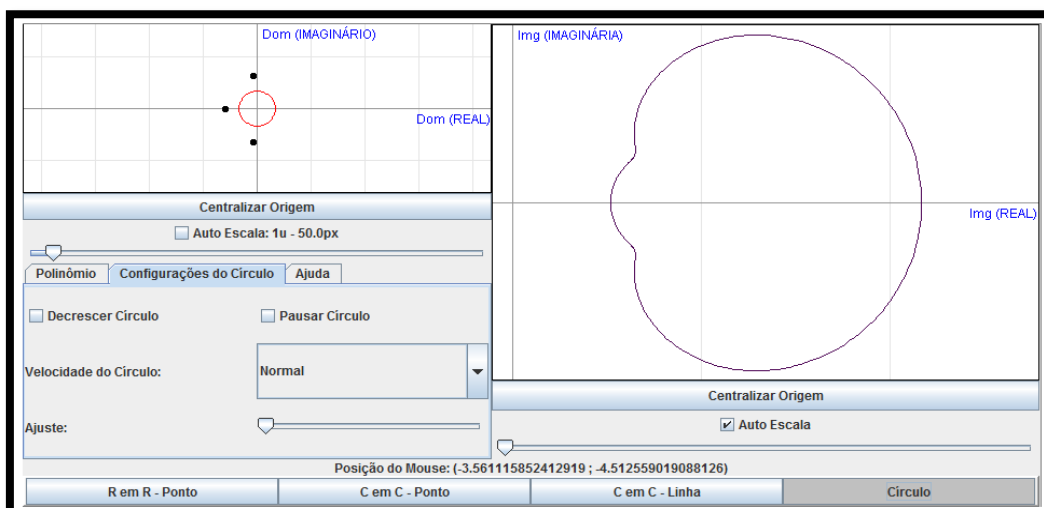 Dom (IMAGINÁRIO)
Dom (REAL)
Img (IMAGINÁRIA)
Img (REAL)
Centralizar Origem
Auto Escala: 1u - 50.0px
Polinômio
Configurações do Círculo
Ajuda
Decrescer Círculo
Pausar Círculo
Velocidade do Círculo:
Normal
Ajuste:
Centralizar Origem
Auto Escala
Posição do Mouse: (-3.561115852412919 ; -4.512559019088126)
R em R - Ponto
C em C - Ponto
C em C - Linha
Círculo